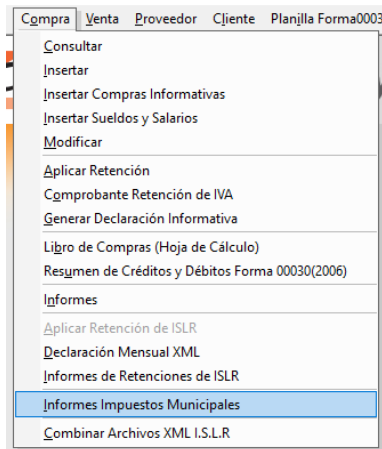 Compra Venta Proveedor Cliente Planilla Forma0003
Consultar
Insertar
Insertar Compras Informativas
Insertar Sueldos y Salarios
Modificar
Aplicar Retención
Comprobante Retención de IVA
Generar Declaración Informativa
Libro de Compras (Hoja de Cálculo)
Resumen de Créditos y Débitos Forma 00030(2006)
Informes
Aplicar Retención de ISLR
Declaración Mensual XML
Informes de Retenciones de ISLR
Informes Impuestos Municipales
Combinar Archivos XML I.S.L.R